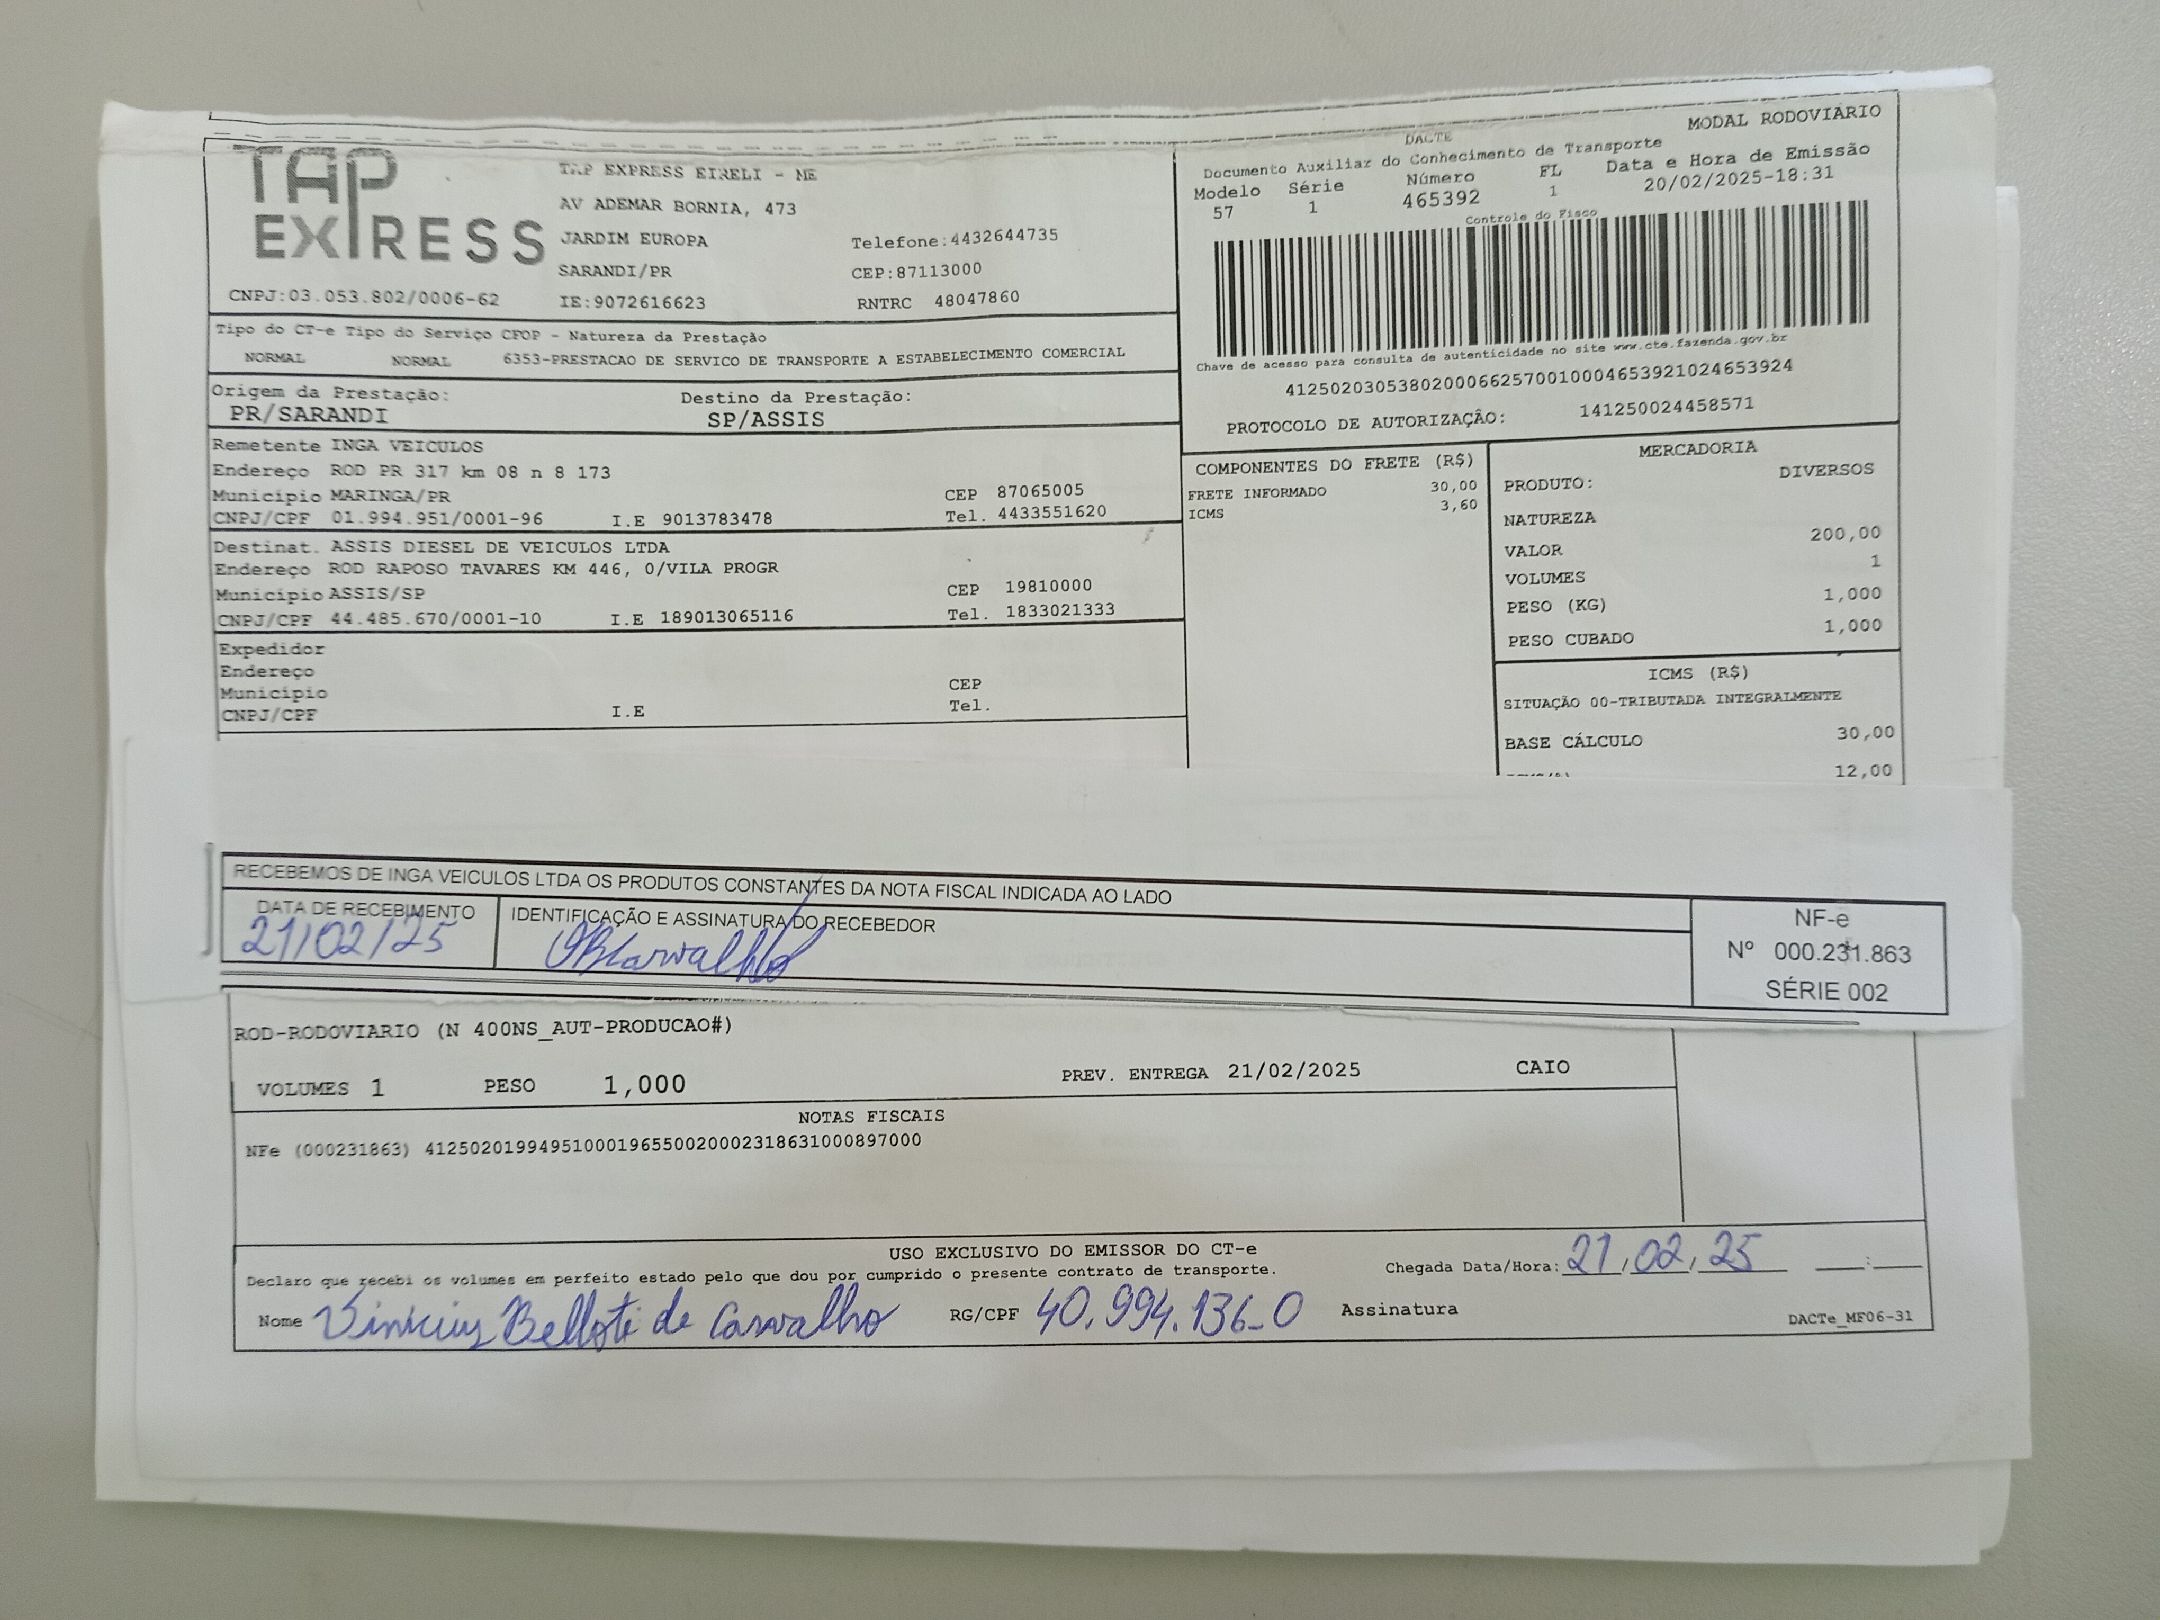 TAP EXPRESS
TAP EXPRESS EIRELI - ME
AV ADEMAR BORNIA, 473
JARDIM EUROPA Telefone:4432644735
SARANDI/PR CEP:87113000
CNPJ:03.053.802/0006-62 IE:9072616623 RNTRC 48047860
MODAL RODOVIÁRIO
DACTE
Documento Auxiliar do Conhecimento de Transporte
Modelo Série Número FL Data e Hora de Emissão
57 1 465392 1 20/02/2025-18:31
Controle do Fisco
Chave de acesso para consulta de autenticidade no site www.cte.fazenda.gov.br
41250203053802000662570010004653921024653924
PROTOCOLO DE AUTORIZAÇÂO: 141250024458571
Tipo do CT-e Tipo do Serviço CFOP - Natureza da Prestação
NORMAL NORMAL 6353-PRESTACAO DE SERVICO DE TRANSPORTE A ESTABELECIMENTO COMERCIAL
Origem da Prestação: Destino da Prestação:
PR/SARANDI SP/ASSIS
Remetente INGA VEICULOS
Endereço ROD PR 317 km 08 n 8 173
Município MARINGA/PR CEP 87065005
CNPJ/CPF 01.994.951/0001-96 I.E 9013783478 Tel. 4433551620
Destinat. ASSIS DIESEL DE VEICULOS LTDA
Endereço ROD RAPOSO TAVARES KM 446, 0/VILA PROGR
Município ASSIS/SP CEP 19810000
CNPJ/CPF 44.485.670/0001-10 I.E 189013065116 Tel. 1833021333
Expedidor
Endereço
Município CEP
CNPJ/CPF I.E Tel.
COMPONENTES DO FRETE (R$)
FRETE INFORMADO 30,00
ICMS 3,60
MERCADORIA
PRODUTO: DIVERSOS
NATUREZA
VALOR 200,00
VOLUMES 1
PESO (KG) 1,000
PESO CUBADO 1,000
ICMS (R$)
SITUAÇÃO 00-TRIBUTADA INTEGRALMENTE
BASE CÁLCULO 30,00
12,00
RECEBEMOS DE INGA VEICULOS LTDA OS PRODUTOS CONSTANTES DA NOTA FISCAL INDICADA AO LADO
DATA DE RECEBIMENTO IDENTIFICAÇÃO E ASSINATURA DO RECEBEDOR
21/02/25
NF-e
Nº 000.231.863
SÉRIE 002
ROD-RODOVIARIO (N 400NS_AUT-PRODUCAO#)
VOLUMES 1 PESO 1,000 PREV. ENTREGA 21/02/2025 CAIO
NOTAS FISCAIS
NFe (000231863) 41250201994951000196550020002318631000897000
USO EXCLUSIVO DO EMISSOR DO CT-e
Declaro que recebi os volumes em perfeito estado pelo que dou por cumprido o presente contrato de transporte. Chegada Data/Hora: 21/02/25 :
Nome Vinicius Belloti de Carvalho RG/CPF 40.994.136-0 Assinatura DACTe_MF06-31